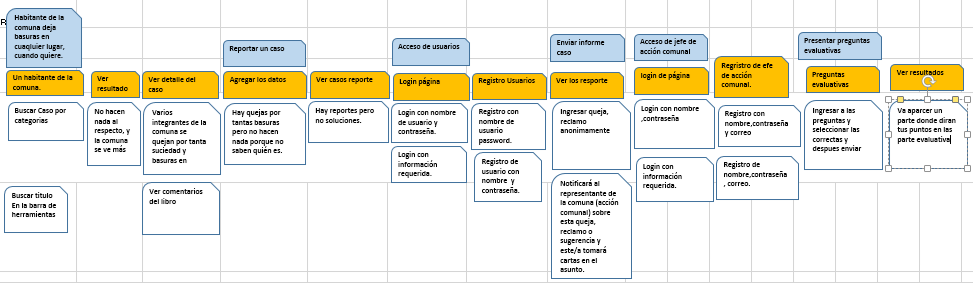 R
Habitante de la
comuna deja
basuras en
cuaqluier lugar,
cuando quiere.
Reportar un caso
Acceso de usuarios
Enviar informe
caso
Acceso de jefe de
acción comunal
Presentar preguntas
evaluativas
Un habitante de la
comuna.
Ver
resultado
Ver detalle del
caso
Agregar los datos
Ver casos reporte
Login página
Registro Usuarios
Ver los resporte
login de página
Regristro de efe
de acción
comunal.
Preguntas
evaluativas
Ver resultados
Buscar Caso por
categorías
No hacen
nada al
respecto, y
la comuna
se ve más
Varios
integrantes de la
comuna se
quejan por tanta
suciedad y
basuras en
Hay quejas por
tantas basuras
pero no hacen
nada porque no
saben quién es.
Hay reportes pero
no soluciones.
Login con nombre
de usuario y
contraseña.
Registro con
nombre de
usuario
password.
Ingresar queja,
reclamo
anonimamente
Login con nombre
,contraseña
Registro con
nombre,contraseña
y correo
Ingresar a las
preguntas y
seleccionar las
correctas y
despues enviar
Va aparcer un
parte donde diran
tus puntos en las
parte evaluativa
Login con
información
requerida.
Registro de
usuario con
nombre y
contraseña.
Login con
información
requerida.
Registro de
nombre,contraseña
, correo.
Buscar título
En la barra de
herramientas
Ver comentarios
del libro
Notificará al
representante de
la comuna (acción
comunal) sobre
esta queja,
reclamo o
sugerencia y
este/a tomará
cartas en el
asunto.